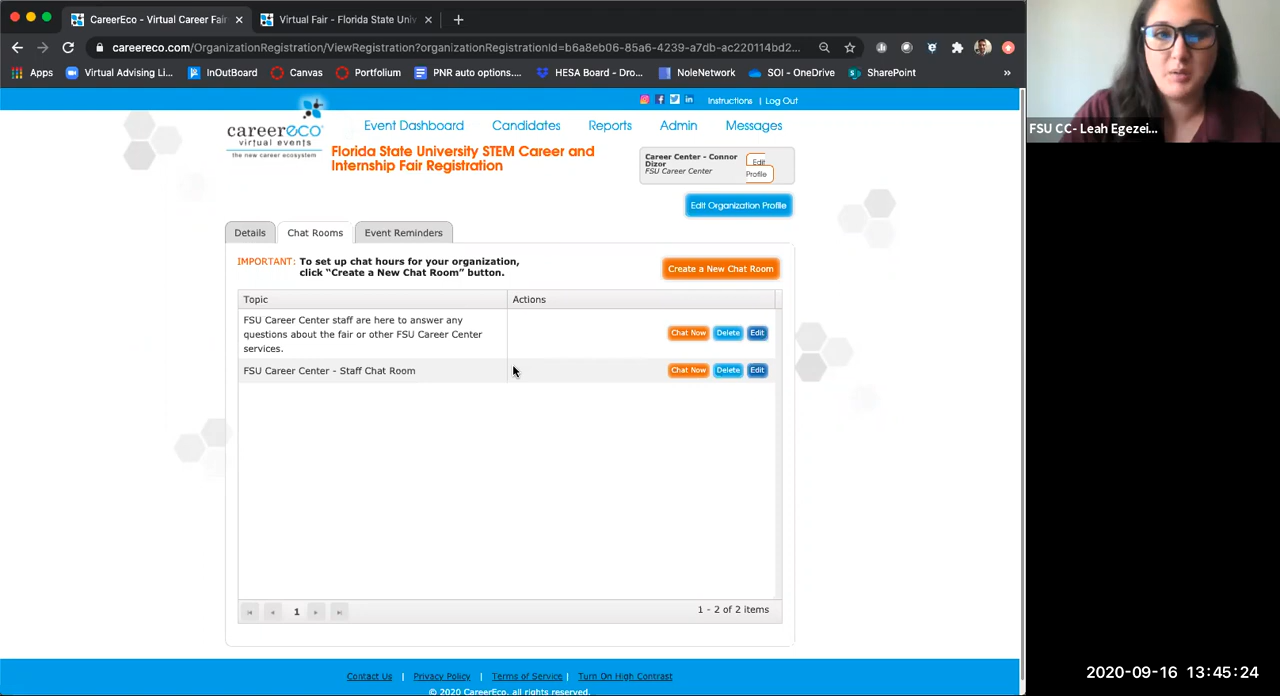 CareerEco - Virtual Career Fair
Virtual Fair - Florida State Univ
careereco.com/OrganizationRegistration/ViewRegistration?organizationRegistrationId=b6a8eb06-85a6-4239-a7db-ac220114bd2...
Apps
Virtual Advising Li...
InOutBoard
Canvas
Portfolium
PNR auto options....
HESA Board - Dro...
NoleNetwork
SOI - OneDrive
SharePoint
»
FSU CC- Leah Egezei...
Instructions | Log Out
careereco
virtual events
the new career ecosystem
Event Dashboard
Candidates
Reports
Admin
Messages
Florida State University STEM Career and
Internship Fair Registration
Career Center - Connor
Dizor
FSU Career Center
Edit
Profile
Edit Organization Profile
Details
Chat Rooms
Event Reminders
IMPORTANT: To set up chat hours for your organization,
click "Create a New Chat Room" button.
Create a New Chat Room
Topic
Actions
FSU Career Center staff are here to answer any
questions about the fair or other FSU Career Center
services.
Chat Now
Delete
Edit
FSU Career Center - Staff Chat Room
Chat Now
Delete
Edit
1
1 - 2 of 2 items
Contact Us | Privacy Policy | Terms of Service | Turn On High Contrast
© 2020 CareerEco, all rights reserved.
2020-09-16 13:45:24